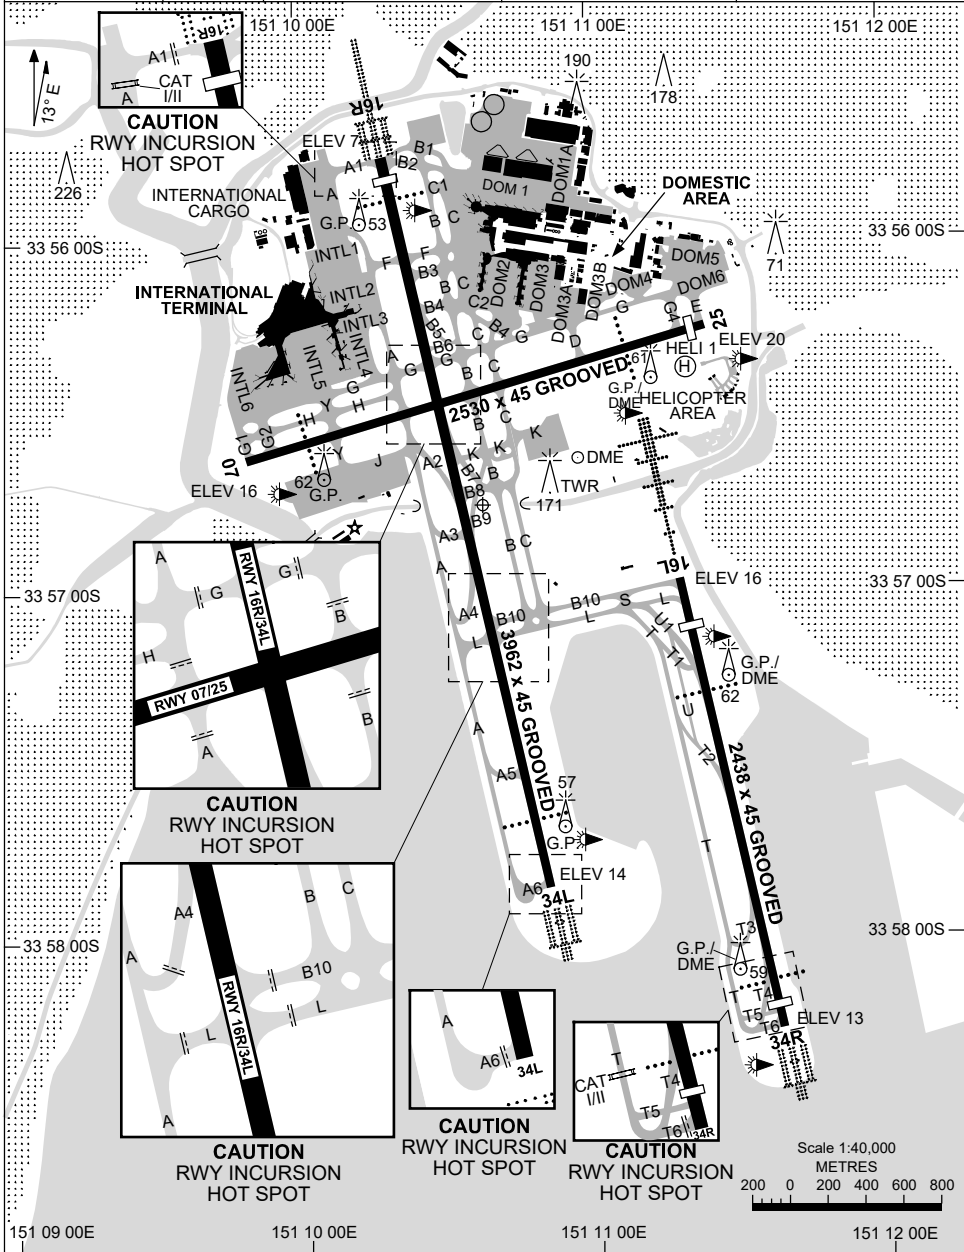 151 10 00E
151 11 00E
151 12 00E
16R
A1
CAT
I/II
A
13° E
CAUTION
RWY INCURSION
HOT SPOT
190
178
226
16R
ELEV 7
A1
B2
B1
A
C1
B
C
INTERNATIONAL
CARGO
G.P.
53
DOM 1
DOM1A
DOMESTIC
AREA
33 56 00S
33 56 00S
71
INTL1
F
F
B3
B
C
DOM2
DOM3
DOM3A
DOM3B
DOM4
DOM5
DOM6
INTERNATIONAL
TERMINAL
INTL2
INTL3
INTL4
INTL5
INTL6
B4
C2
B5
B6
C
B4
G
D
G
G4
E
25
ELEV 20
A
G
G
B
C
61
HELI 1
H
G.P./
DME
HELICOPTER
AREA
2530 x 45 GROOVED
G
H
Y
H
G1
G2
07
Y
J
A2
B
C
K
K
K
B7
B
B8
B9
DME
TWR
171
ELEV 16
62
G.P.
A3
A
B
C
16L
ELEV 16
33 57 00S
33 57 00S
A
G
RWY 16R/34L
G
B
H
RWY 07/25
A
B
CAUTION
RWY INCURSION
HOT SPOT
A4
L
B10
B10
L
S
L
U1
T
T1
G.P./
DME
62
U
T2
3962 x 45 GROOVED
2438 x 45 GROOVED
A
A5
57
G.P.
T
ELEV 14
A6
34L
33 58 00S
33 58 00S
A4
B
C
A
B10
RWY 16R/34L
L
L
A
CAUTION
RWY INCURSION
HOT SPOT
T3
G.P./
DME
59
T
T4
T5
T6
ELEV 13
34R
A
A6
34L
CAUTION
RWY INCURSION
HOT SPOT
T
CAT
I/II
T4
T5
T6
34R
CAUTION
RWY INCURSION
HOT SPOT
Scale 1:40,000
METRES
200 0 200 400 600 800
151 09 00E
151 10 00E
151 11 00E
151 12 00E